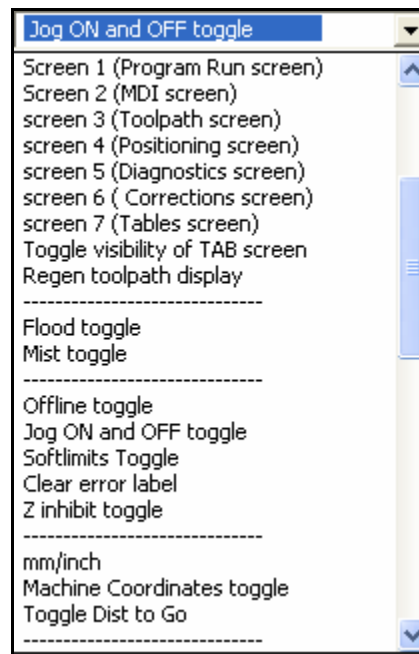 Jog ON and OFF toggle
Screen 1 (Program Run screen)
Screen 2 (MDI screen)
screen 3 (Toolpath screen)
screen 4 (Positioning screen)
screen 5 (Diagnostics screen)
screen 6 ( Corrections screen)
screen 7 (Tables screen)
Toggle visibility of TAB screen
Regen toolpath display
------------------------------
Flood toggle
Mist toggle
------------------------------
Offline toggle
Jog ON and OFF toggle
Softlimits Toggle
Clear error label
Z inhibit toggle
------------------------------
mm/inch
Machine Coordinates toggle
Toggle Dist to Go
------------------------------